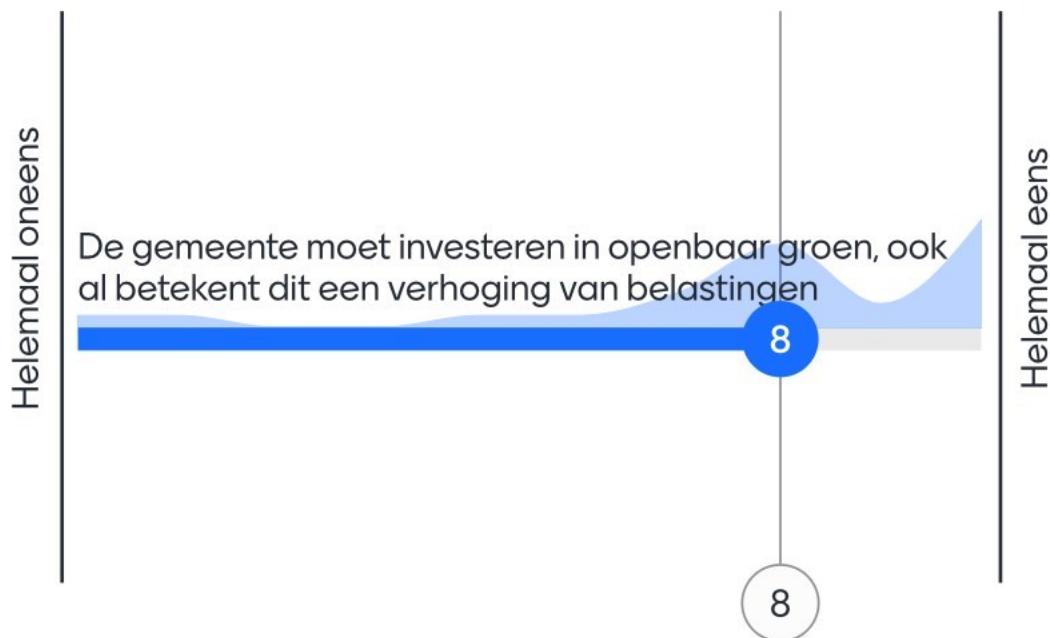 Helemaal oneens
De gemeente moet investeren in openbaar groen, ook
al betekent dit een verhoging van belastingen
8
8
Helemaal eens